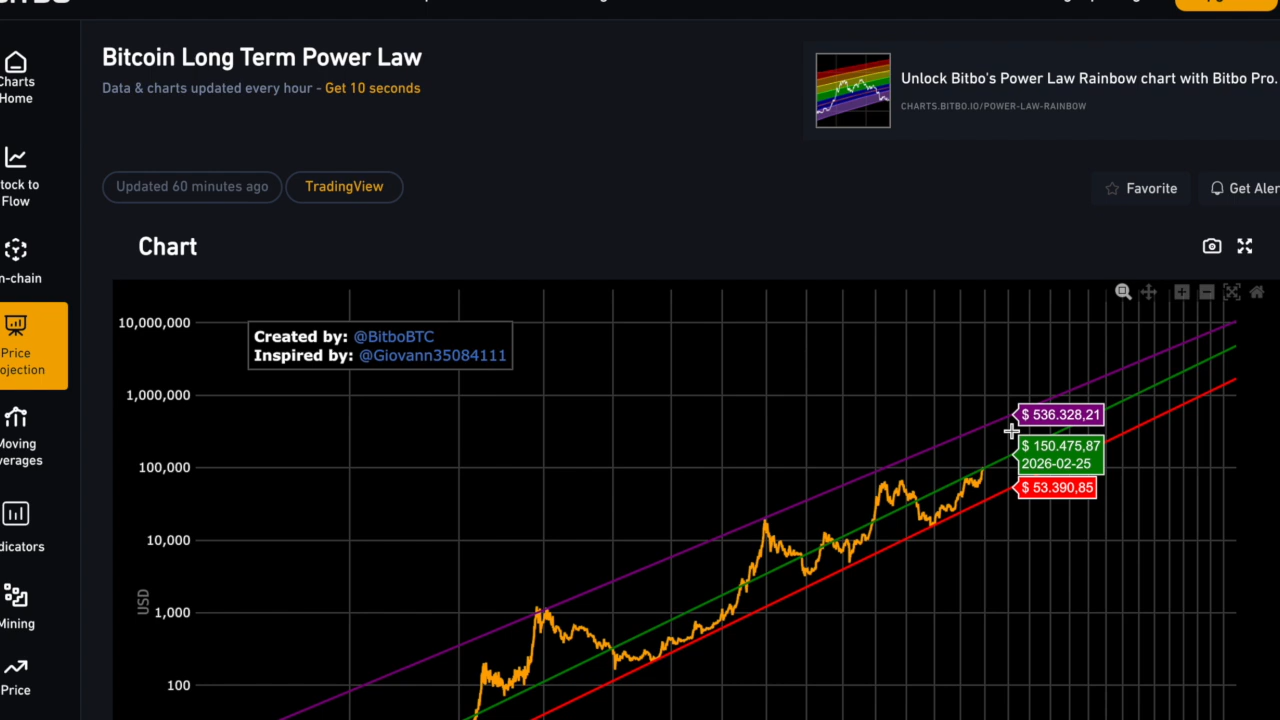 Bitcoin Long Term Power Law
Data & charts updated every hour - Get 10 seconds
Unlock Bitbo's Power Law Rainbow chart with Bitbo Pro.
CHARTS.BITBO.IO/POWER-LAW-RAINBOW
Charts
Home
tock to
Flow
n-chain
Price
ojection
Moving
verages
dicators
Mining
Price
Updated 60 minutes ago
TradingView
Favorite
Get Aler
Chart
Created by: @BitboBTC
Inspired by: @Giovann35084111
10,000,000
1,000,000
100,000
10,000
1,000
100
USD
$ 536.328,21
$ 150.475,87
2026-02-25
$ 53.390,85